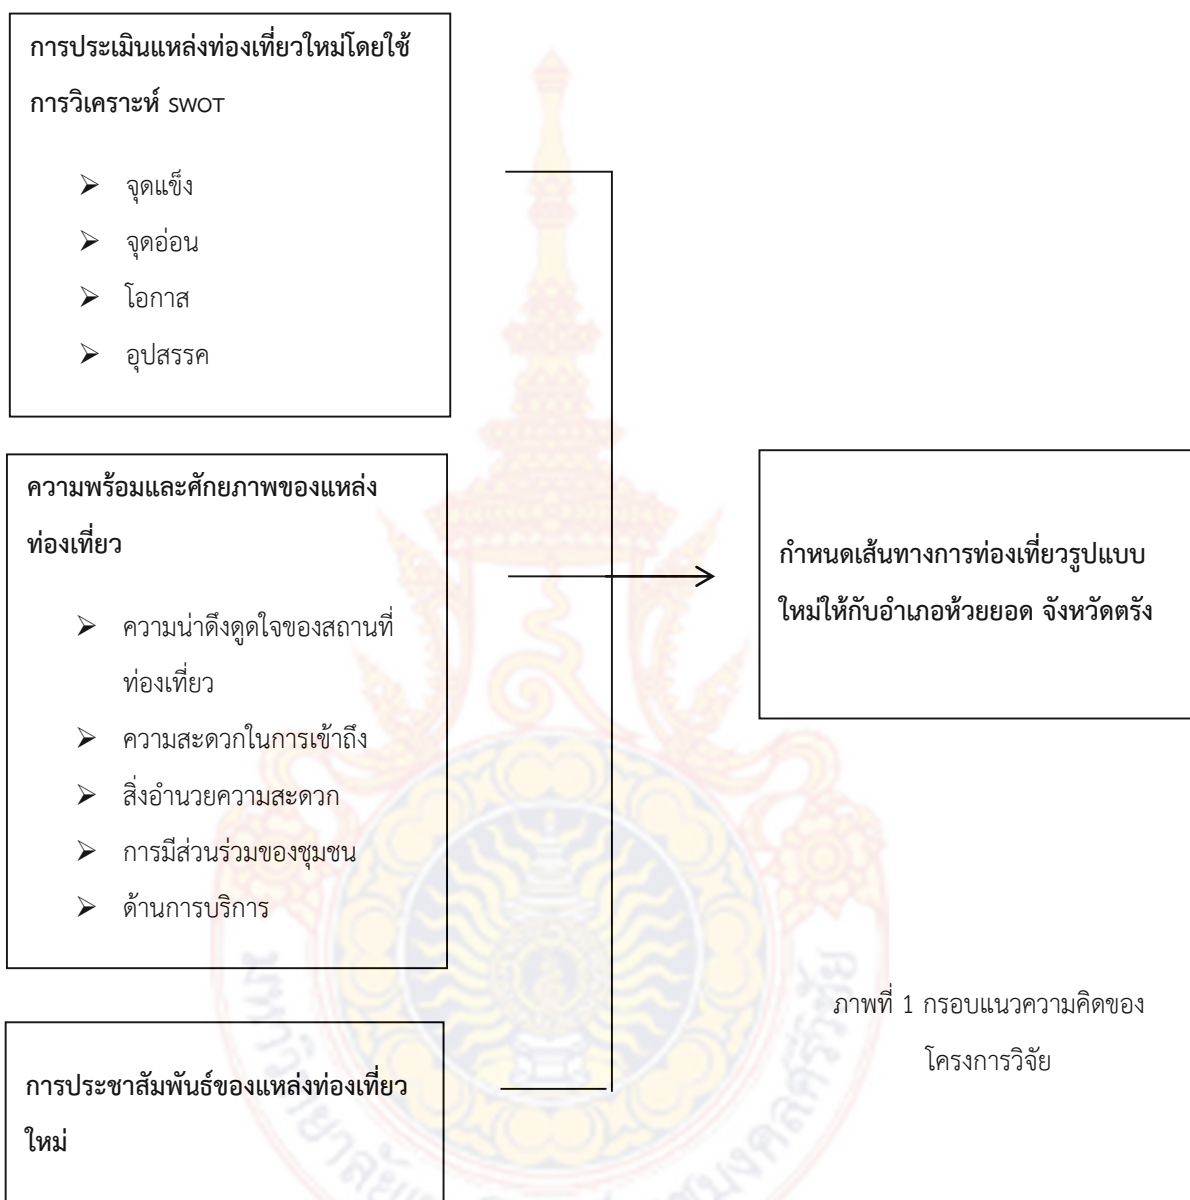 การประเมินแหล่งท่องเที่ยวใหม่โดยใช้
การวิเคราะห์ SWOT
➢ จุดแข็ง
➢ จุดอ่อน
➢ โอกาส
➢ อุปสรรค
ความพร้อมและศักยภาพของแหล่ง
ท่องเที่ยว
➢ ความน่าดึงดูดใจของสถานที่
ท่องเที่ยว
➢ ความสะดวกในการเข้าถึง
➢ สิ่งอำนวยความสะดวก
➢ การมีส่วนร่วมของชุมชน
➢ ด้านการบริการ
การประชาสัมพันธ์ของแหล่งท่องเที่ยว
ใหม่
กำหนดเส้นทางการท่องเที่ยวรูปแบบ
ใหม่ให้กับอำเภอห้วยยอด จังหวัดตรัง
ภาพที่ 1 กรอบแนวความคิดของ
โครงการวิจัย